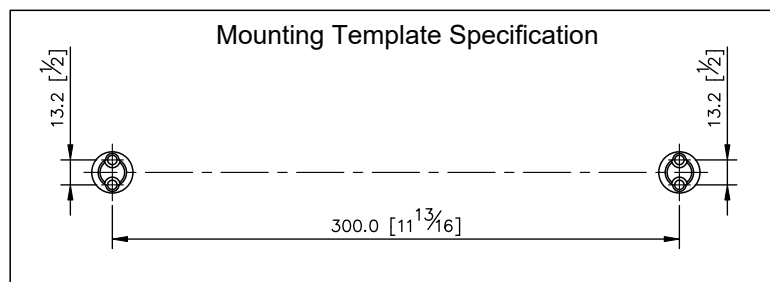 Mounting Template Specification
13.2 [1/2]
13.2 [1/2]
300.0 [11 13/16]